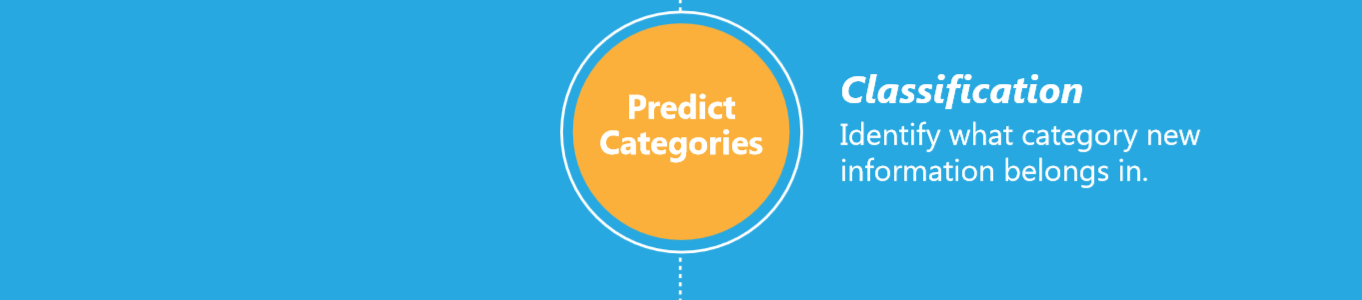 Predict
Categories
Classification
Identify what category new
information belongs in.